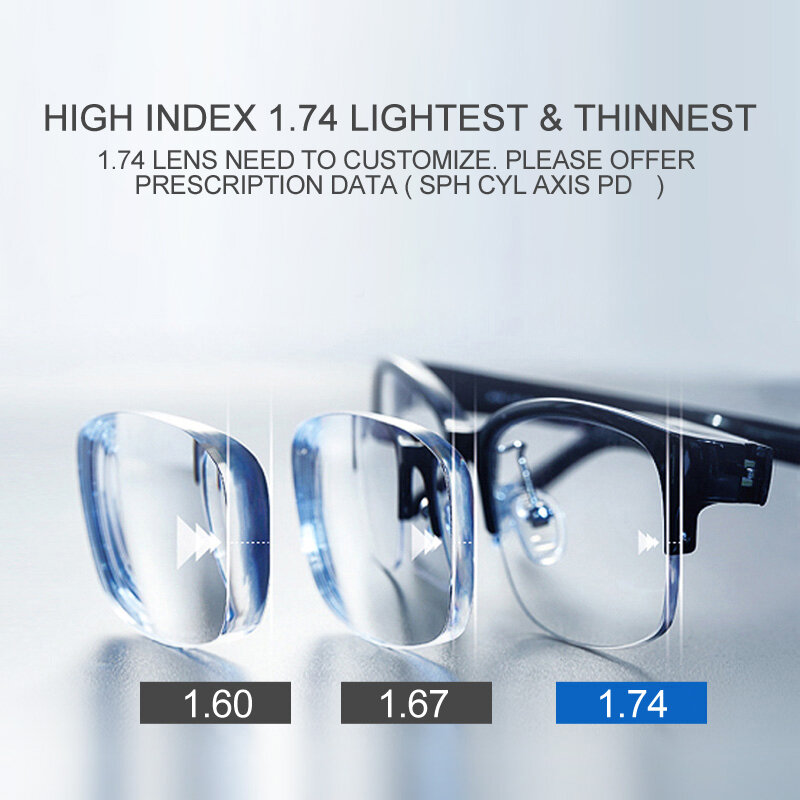 HIGH INDEX 1.74 LIGHTEST & THINNEST
1.74 LENS NEED TO CUSTOMIZE. PLEASE OFFER
PRESCRIPTION DATA ( SPH CYL AXIS PD )
1.60
1.67
1.74